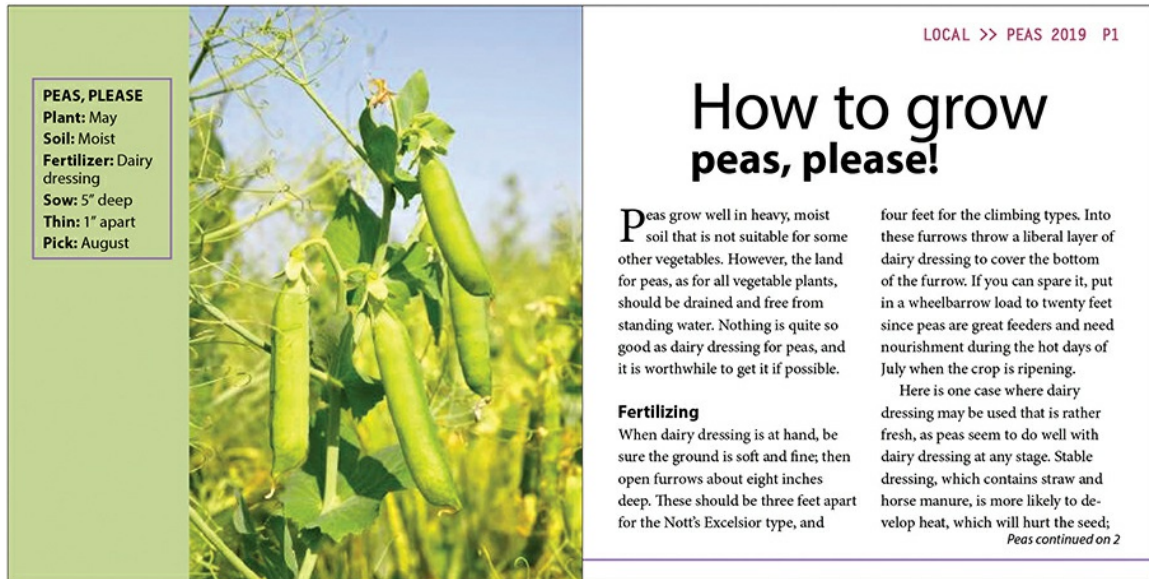 PEAS, PLEASE
Plant: May
Soil: Moist
Fertilizer: Dairy
dressing
Sow: 5” deep
Thin: 1” apart
Pick: August
LOCAL >> PEAS 2019 P1
How to grow
peas, please!
Peas grow well in heavy, moist
soil that is not suitable for some
other vegetables. However, the land
for peas, as for all vegetable plants,
should be drained and free from
standing water. Nothing is quite so
good as dairy dressing for peas, and
it is worthwhile to get it if possible.
Fertilizing
When dairy dressing is at hand, be
sure the ground is soft and fine; then
open furrows about eight inches
deep. These should be three feet apart
for the Nott’s Excelsior type, and
four feet for the climbing types. Into
these furrows throw a liberal layer of
dairy dressing to cover the bottom
of the furrow. If you can spare it, put
in a wheelbarrow load to twenty feet
since peas are great feeders and need
nourishment during the hot days of
July when the crop is ripening.
Here is one case where dairy
dressing may be used that is rather
fresh, as peas seem to do well with
dairy dressing at any stage. Stable
dressing, which contains straw and
horse manure, is more likely to de-
velop heat, which will hurt the seed;
Peas continued on 2